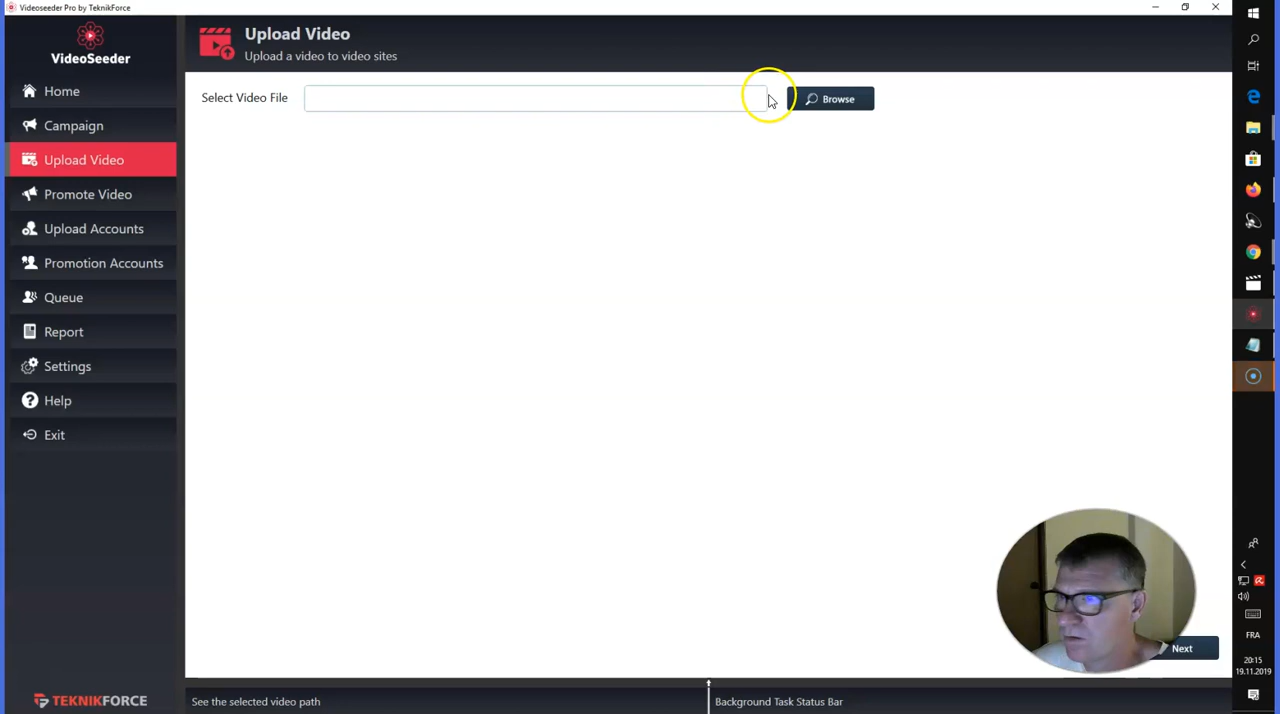 Videoseeder Pro by TeknikForce
VideoSeeder
Upload Video
Upload a video to video sites
Home
Campaign
Upload Video
Promote Video
Upload Accounts
Promotion Accounts
Queue
Report
Settings
Help
Exit
Select Video File
Browse
Next
TEKNIKFORCE
See the selected video path
Background Task Status Bar
FRA
20:15
19.11.2019